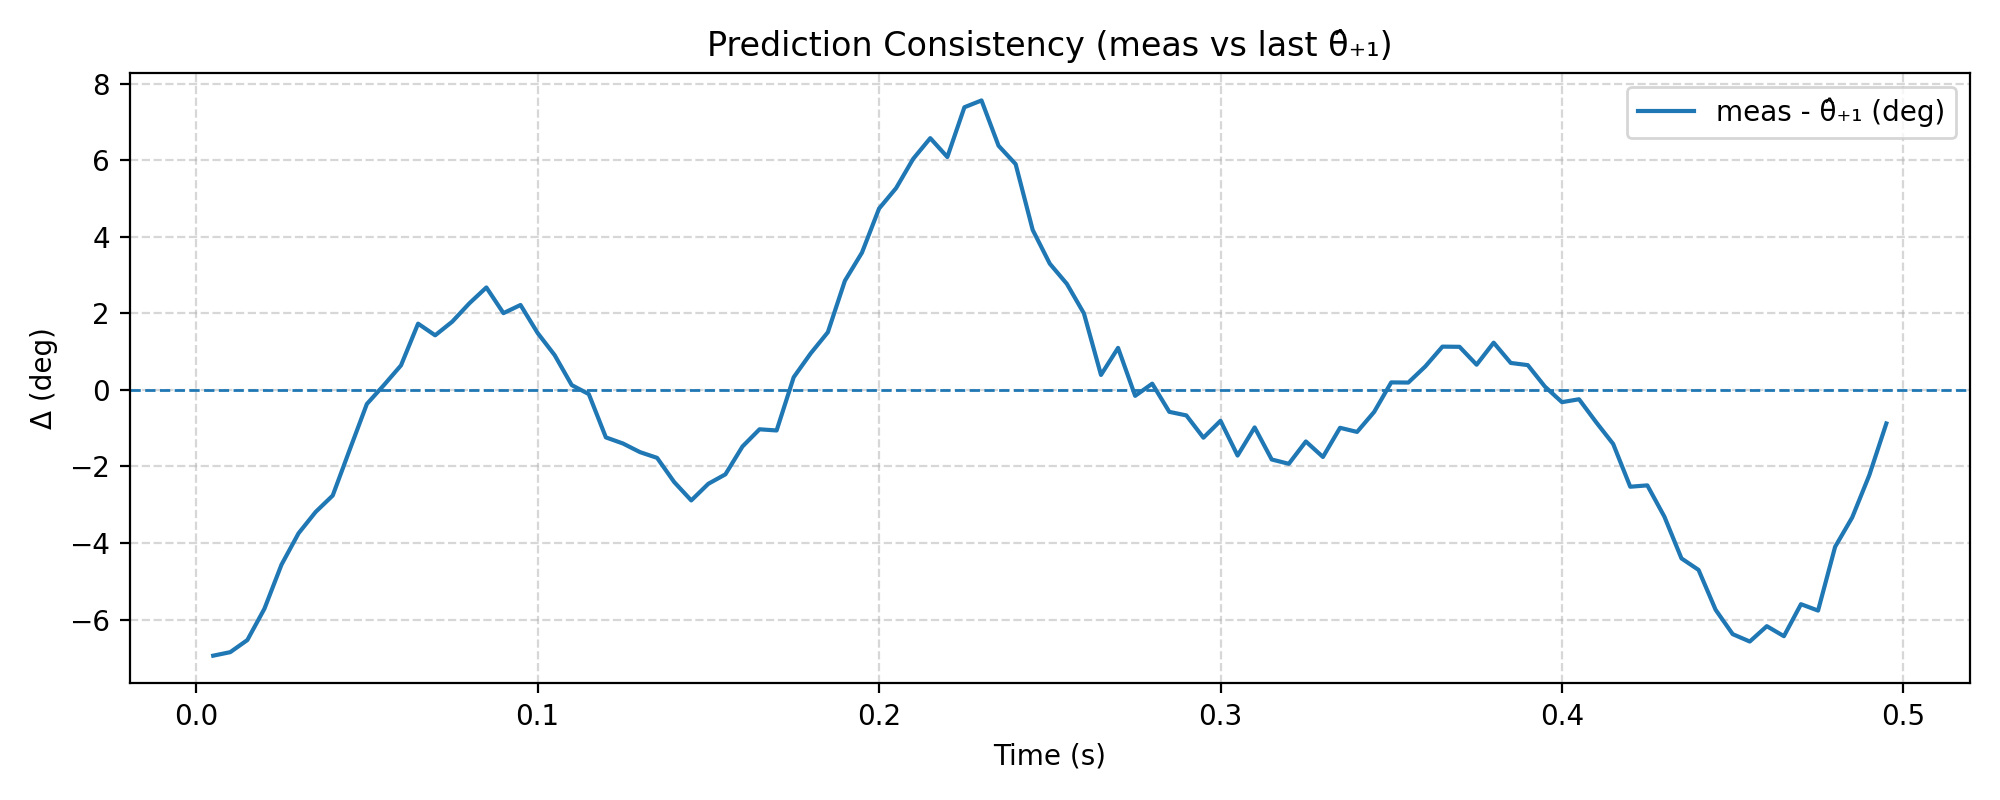 Prediction Consistency (meas vs last θ̂₊₁)
meas - θ̂₊₁ (deg)
Δ (deg)
8
6
4
2
0
−2
−4
−6
0.0 0.1 0.2 0.3 0.4 0.5
Time (s)